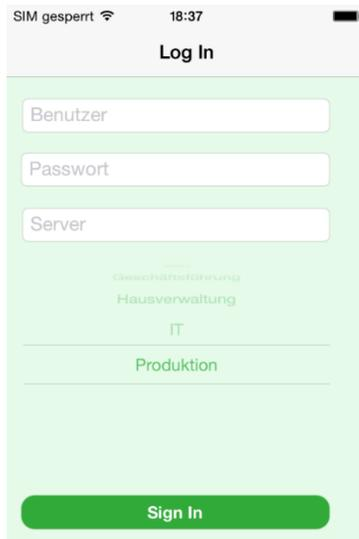 SIM gesperrt 18:37
Log In
Benutzer
Passwort
Server
Geschäftsführung
Hausverwaltung
IT
Produktion
Sign In